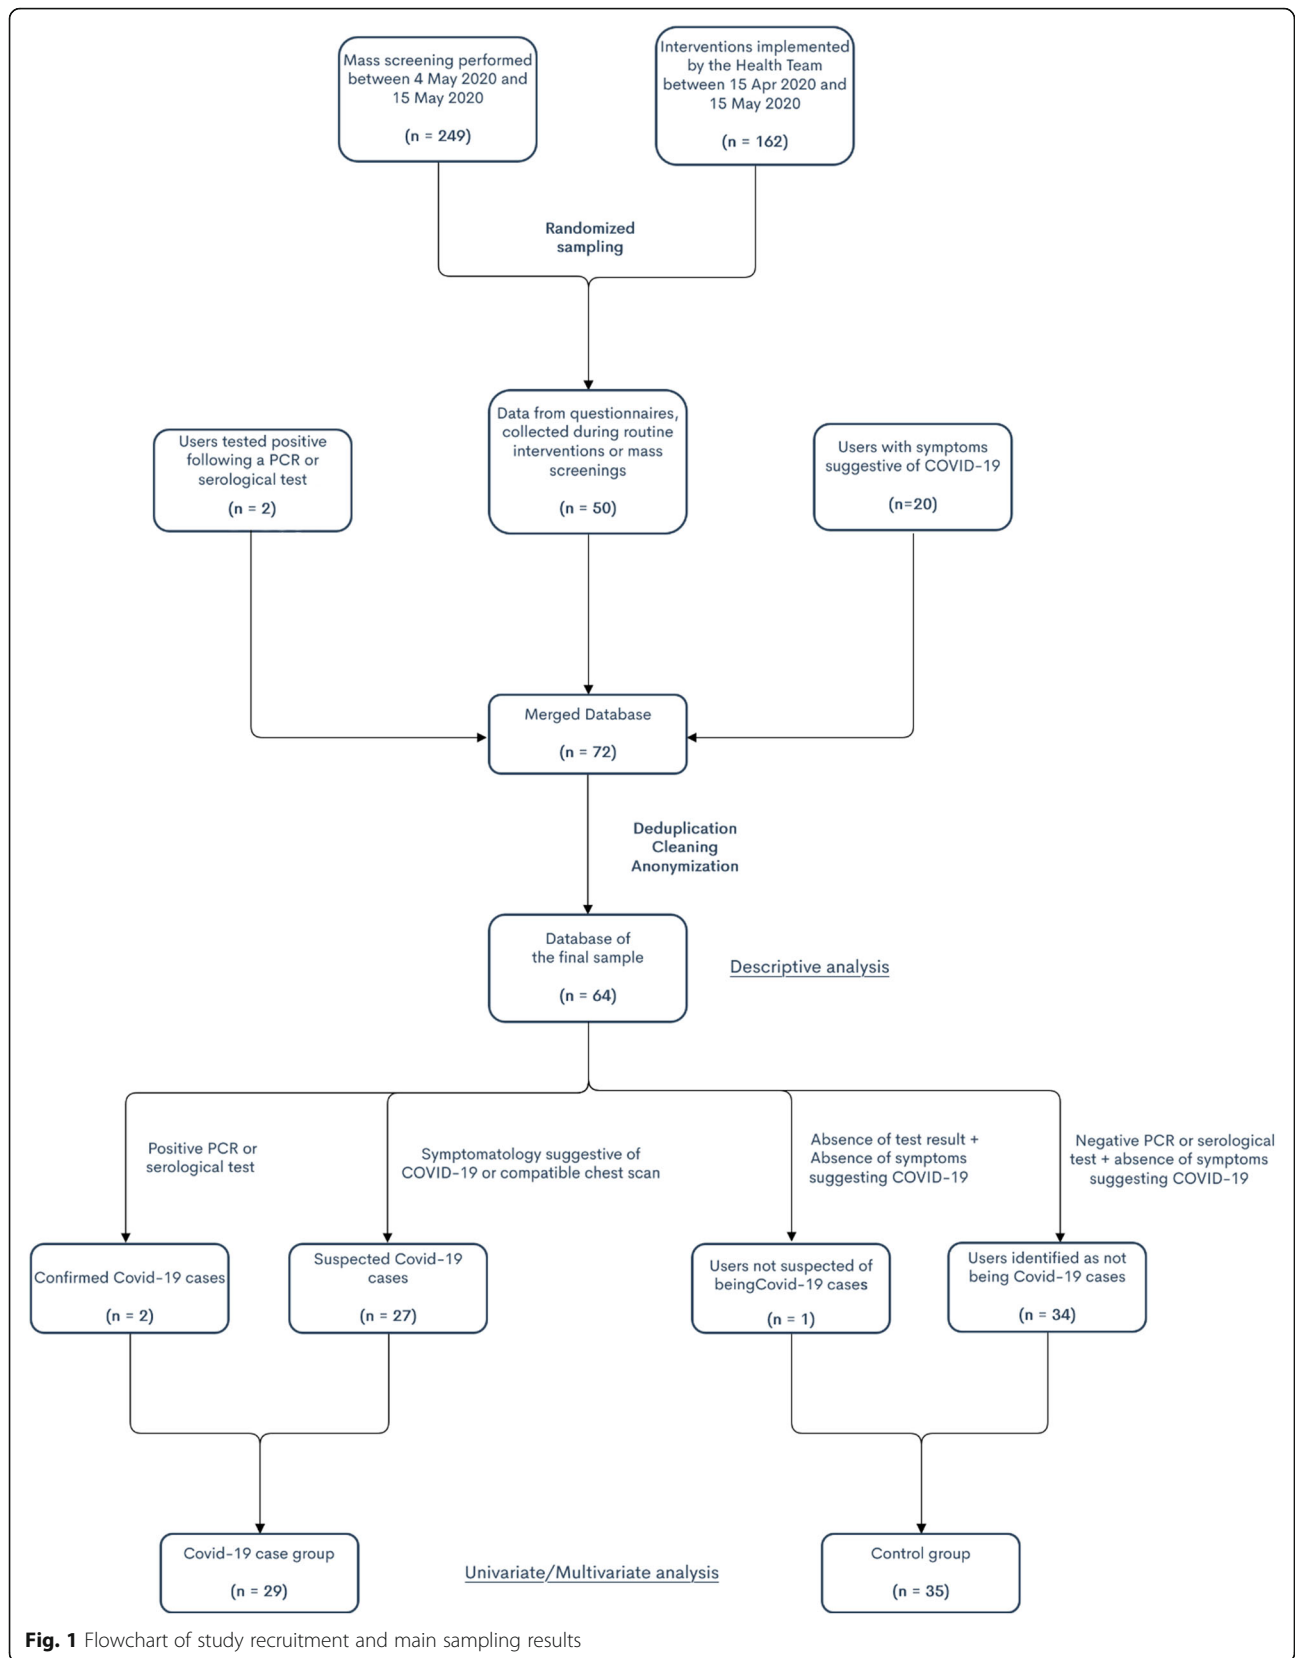 Mass screening performed
between 4 May 2020 and
15 May 2020
(n = 249)
Interventions implemented
by the Health Team
between 15 Apr 2020 and
15 May 2020
(n = 162)
Randomized
sampling
Users tested positive
following a PCR or
serological test
(n = 2)
Data from questionnaires,
collected during routine
interventions or mass
screenings
(n = 50)
Users with symptoms
suggestive of COVID-19
(n=20)
Merged Database
(n = 72)
Deduplication
Cleaning
Anonymization
Database of
the final sample
(n = 64)
Descriptive analysis
Positive PCR or
serological test
Symptomatology suggestive of
COVID-19 or compatible chest scan
Absence of test result +
Absence of symptoms
suggesting COVID-19
Negative PCR or serological
test + absence of symptoms
suggesting COVID-19
Confirmed Covid-19 cases
(n = 2)
Suspected Covid-19
cases
(n = 27)
Users not suspected of
beingCovid-19 cases
(n = 1)
Users identified as not
being Covid-19 cases
(n = 34)
Covid-19 case group
(n = 29)
Univariate/Multivariate analysis
Control group
(n = 35)
Fig. 1 Flowchart of study recruitment and main sampling results